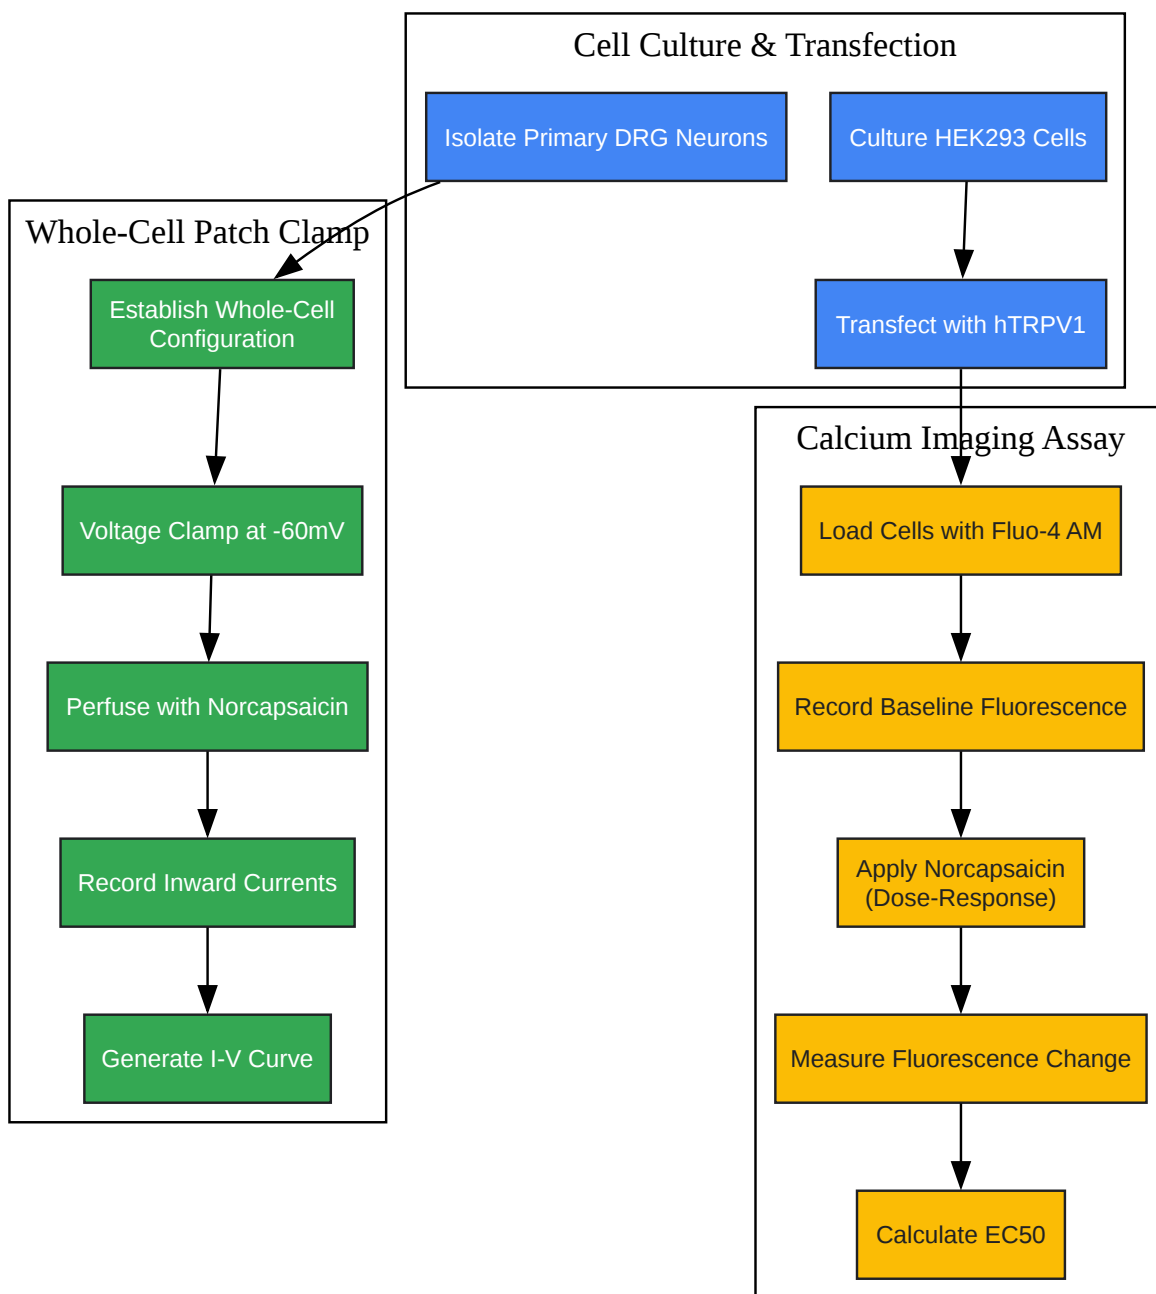 Cell Culture & Transfection
Isolate Primary DRG Neurons
Culture HEK293 Cells
Transfect with hTRPV1
Whole-Cell Patch Clamp
Establish Whole-Cell
Configuration
Voltage Clamp at -60mV
Perfuse with Norcapsaicin
Record Inward Currents
Generate I-V Curve
Calcium Imaging Assay
Load Cells with Fluo-4 AM
Record Baseline Fluorescence
Apply Norcapsaicin
(Dose-Response)
Measure Fluorescence Change
Calculate EC50